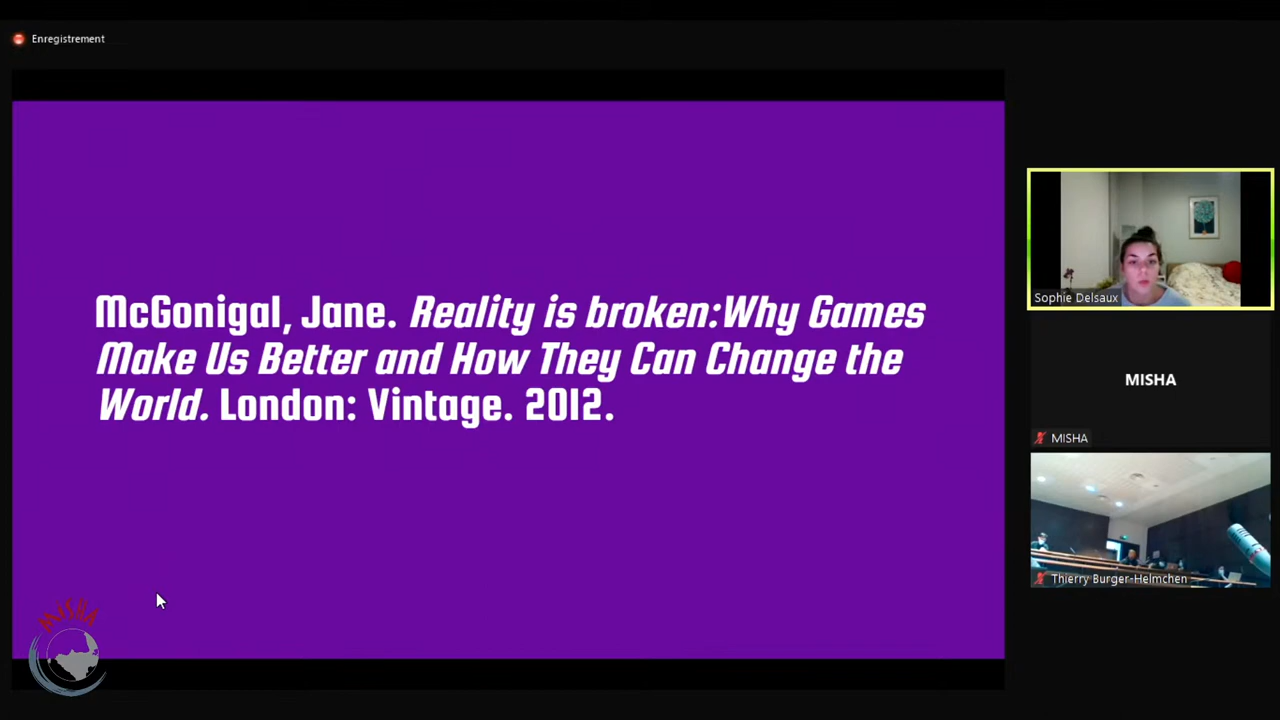 Enregistrement
McGonigal, Jane. Reality is broken:Why Games
Make Us Better and How They Can Change the
World. London: Vintage. 2012.
Sophie Delsaux
MISHA
MISHA
Thierry Burger-Helmchen
MISHA